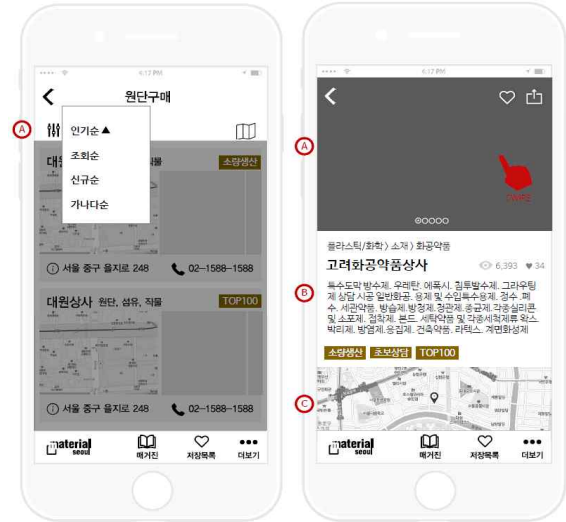 6:17 PM
원단구매
A
인기순▲
조회순
신규순
가나다순
대원
직물
소량생산
서울 중구 을지로 248
02-1588-1588
대원상사 원단, 섬유, 직물
TOP100
서울 중구 을지로 248
02-1588-1588
material
seoul
매거진
저장목록
더보기
6:17 PM
A
SWIPE
플라스틱/화학 > 소재 > 화공약품
고려화공약품상사
6,393
34
B
특수도막 방수제. 우레탄. 에폭시. 침투발수제. 그라우팅
제 상담 시공 일반화공. 용제 및 수입특수용제. 정수 .폐
수. 세관약품. 방습제.방청제.청관제.종균제.각종실리콘
및 소포제. 접착제. 본드. 세탁약품 및 각종세척제류 왁스
박리제. 방염제.응집제. 건축약품. 라텍스. 계면화성제
소량생산
초보상담
TOP100
C
material
seoul
매거진
저장목록
더보기